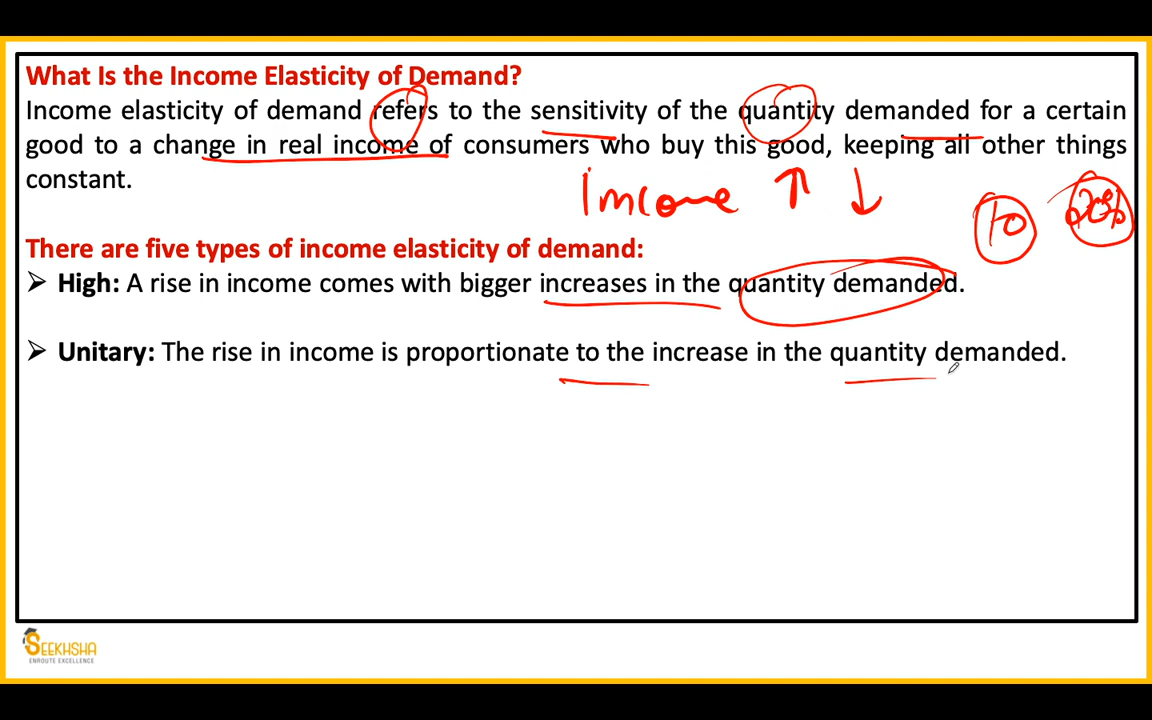 What Is the Income Elasticity of Demand?
Income elasticity of demand refers to the sensitivity of the quantity demanded for a certain
good to a change in real income of consumers who buy this good, keeping all other things
constant.
Income ↑ ↓
10 20%
There are five types of income elasticity of demand:
➢ High: A rise in income comes with bigger increases in the quantity demanded.
➢ Unitary: The rise in income is proportionate to the increase in the quantity demanded.
SEEKHSHA
ENROUTE EXCELLENCE